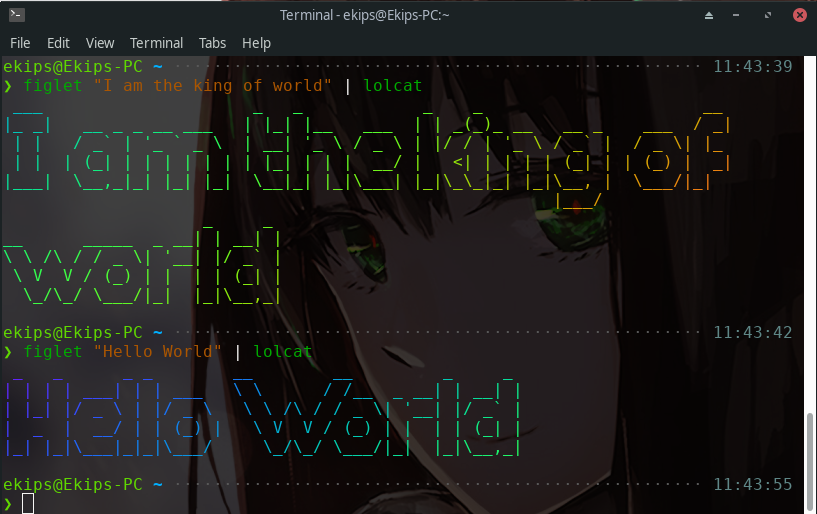 Terminal - ekips@Ekips-PC:~
File Edit View Terminal Tabs Help
ekips@Ekips-PC ~ 11:43:39
❯ figlet "I am the king of world" | lolcat
I am the king of
world
ekips@Ekips-PC ~ 11:43:42
❯ figlet "Hello World" | lolcat
Hello World
ekips@Ekips-PC ~ 11:43:55
❯